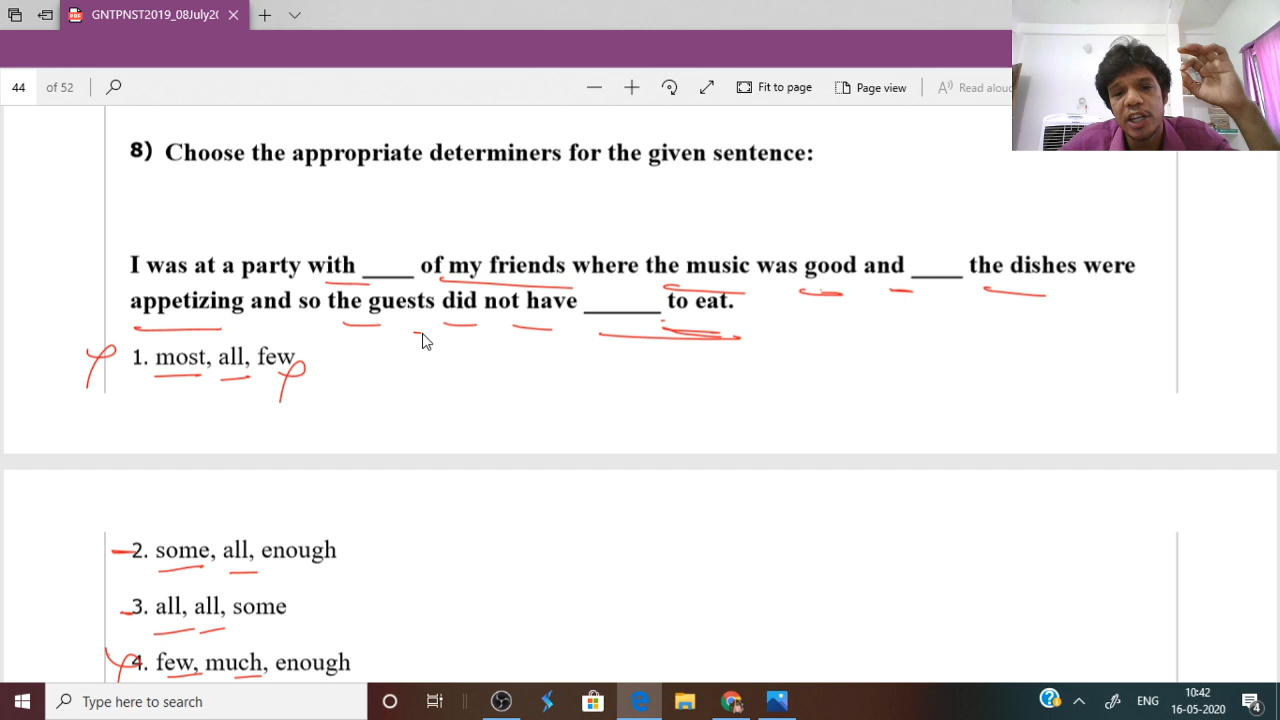 GNTPNST2019_08July20
44 of 52
Fit to page
Page view
Read aloud
8) Choose the appropriate determiners for the given sentence:
I was at a party with ____ of my friends where the music was good and ____ the dishes were
appetizing and so the guests did not have ______ to eat.
1. most, all, few
2. some, all, enough
3. all, all, some
4. few, much, enough
Type here to search
ENG
10:42
16-05-2020
4